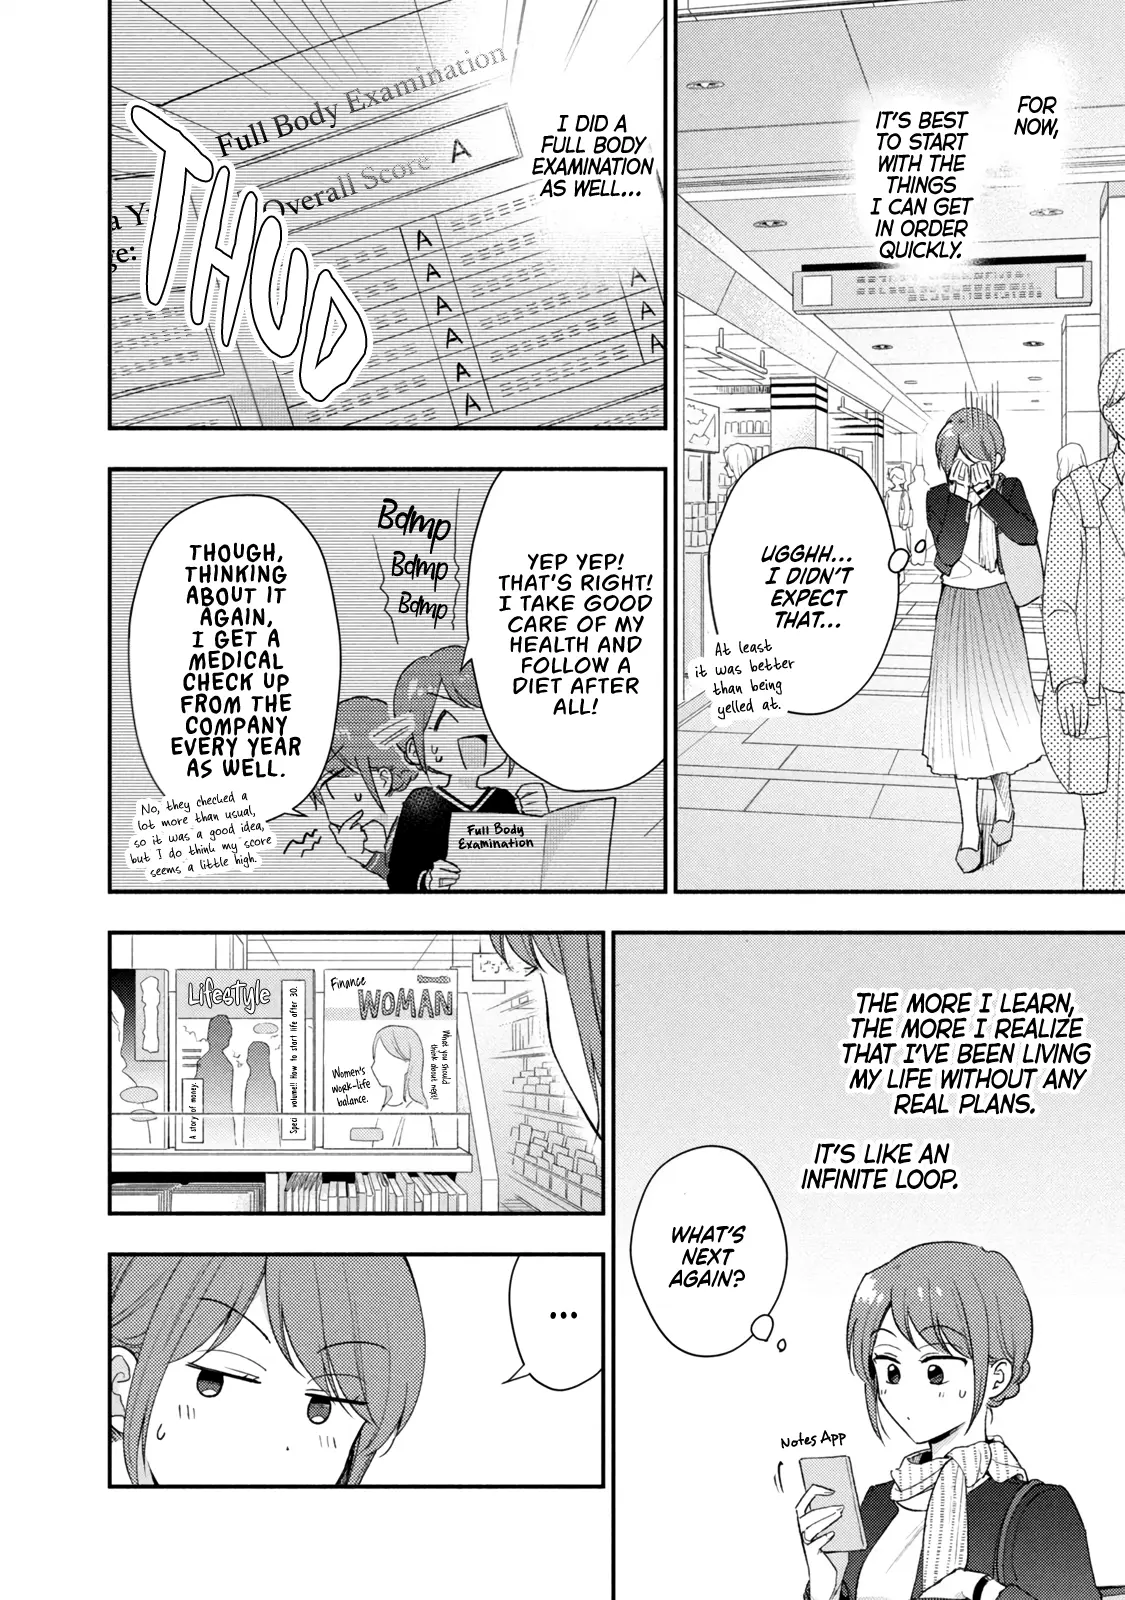 FOR
NOW,
IT'S BEST
TO START
WITH THE
THINGS
I CAN GET
IN ORDER
QUICKLY.
UGGHH...
I DIDN'T
EXPECT
THAT...
At least
it was better
than being
yelled at.
I DID A
FULL BODY
EXAMINATION
AS WELL...
Full Body Examination
Overall Score A
a Y
ge:
A
A
A
A
A
A
A
A
A
THUD
YEP YEP!
THAT'S RIGHT!
I TAKE GOOD
CARE OF MY
HEALTH AND
FOLLOW A
DIET AFTER
ALL!
Bdmp
Bdmp
Bdmp
Full Body
Examination
THOUGH,
THINKING
ABOUT IT
AGAIN,
I GET A
MEDICAL
CHECK UP
FROM THE
COMPANY
EVERY YEAR
AS WELL.
No, they checked a
lot more than usual,
so it was a good idea,
but I do think my score
seems a little high.
THE MORE I LEARN,
THE MORE I REALIZE
THAT I'VE BEEN LIVING
MY LIFE WITHOUT ANY
REAL PLANS.
IT'S LIKE AN
INFINITE LOOP.
WHAT'S
NEXT
AGAIN?
Notes App
Finance
WOMAN
What you should
think about next!
Women's
work-life
balance.
Lifestyle
Special volume!! How to start life after 30.
A story of money.
...